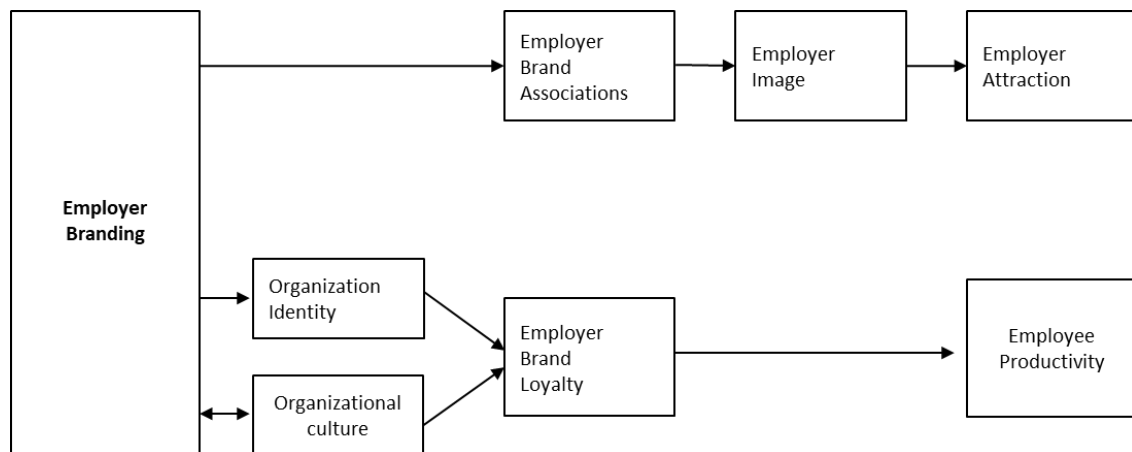 Employer
Brand
Associations
Employer
Image
Employer
Attraction
Employer
Branding
Organization
Identity
Employer
Brand
Loyalty
Employee
Productivity
Organizational
culture